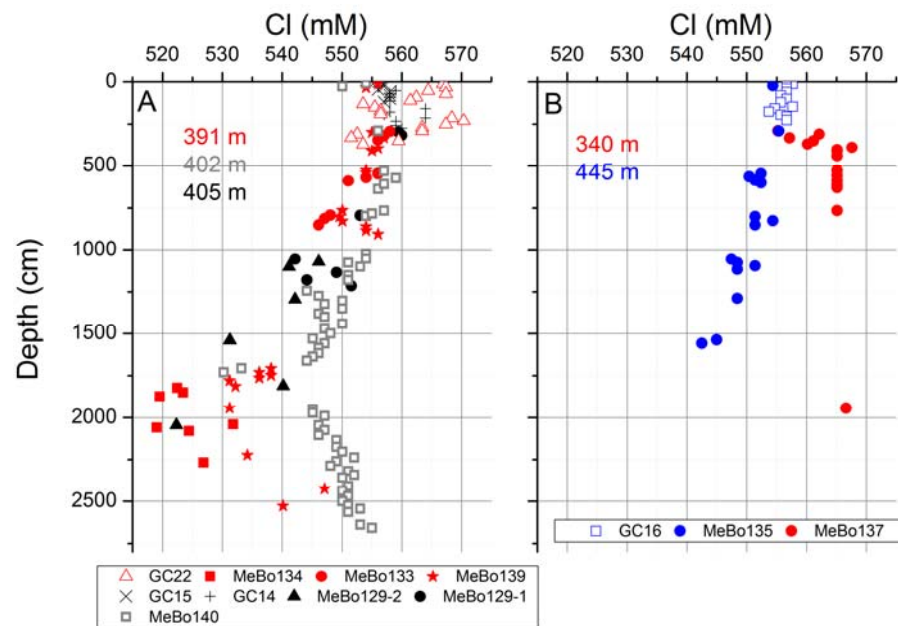 Cl (mM)
Cl (mM)
520 530 540 550 560 570
520 530 540 550 560 570
0
A
B
391 m
402 m
405 m
340 m
445 m
500
1000
1500
2000
2500
Depth (cm)
GC16 MeBo135 MeBo137
GC22 MeBo134 MeBo133 MeBo139
GC15 GC14 MeBo129-2 MeBo129-1
MeBo140